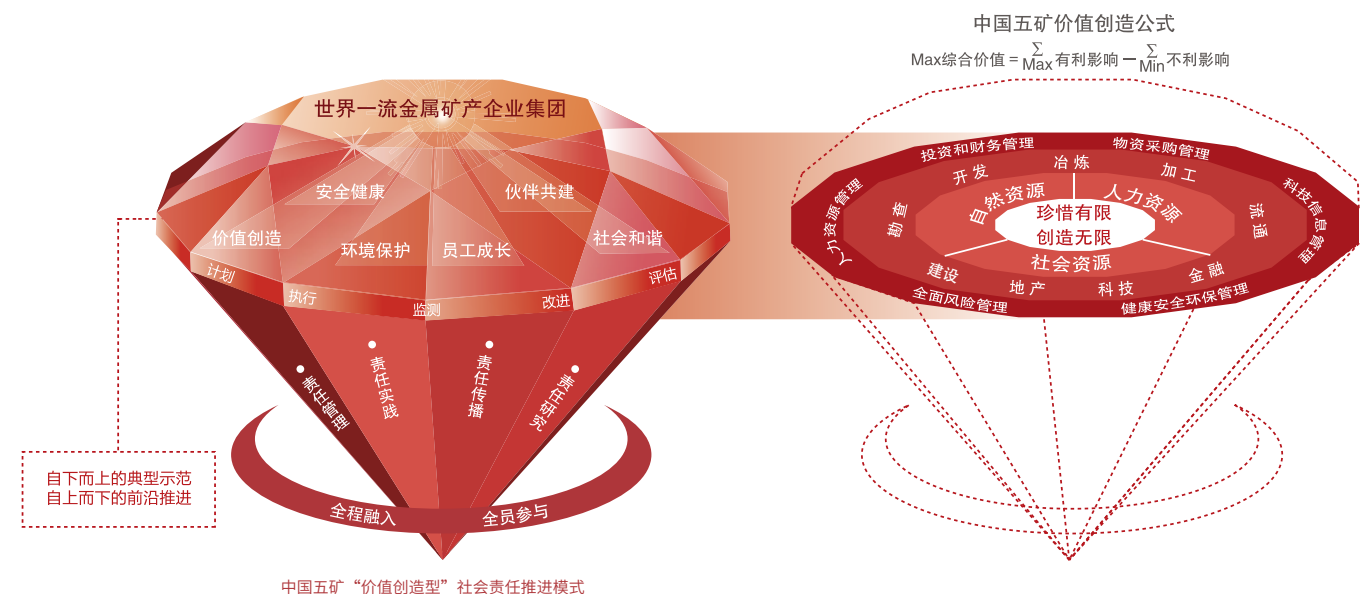 中国五矿价值创造公式
Max综合价值 = ∑Max 有利影响 — ∑Min 不利影响
世界一流金属矿产企业集团
安全健康
伙伴共建
价值创造
环境保护
员工成长
社会和谐
计划
执行
监测
改进
评估
责任管理
责任实践
责任传播
责任研究
全程融入
全员参与
自下而上的典型示范
自上而下的前沿推进
中国五矿“价值创造型”社会责任推进模式
投资和财务管理
物资采购管理
人力资源管理
科技信息管理
全面风险管理
健康安全环保管理
勘查
开发
冶炼
加工
流通
建设
地产
科技
金融
自然资源
人力资源
社会资源
珍惜有限
创造无限